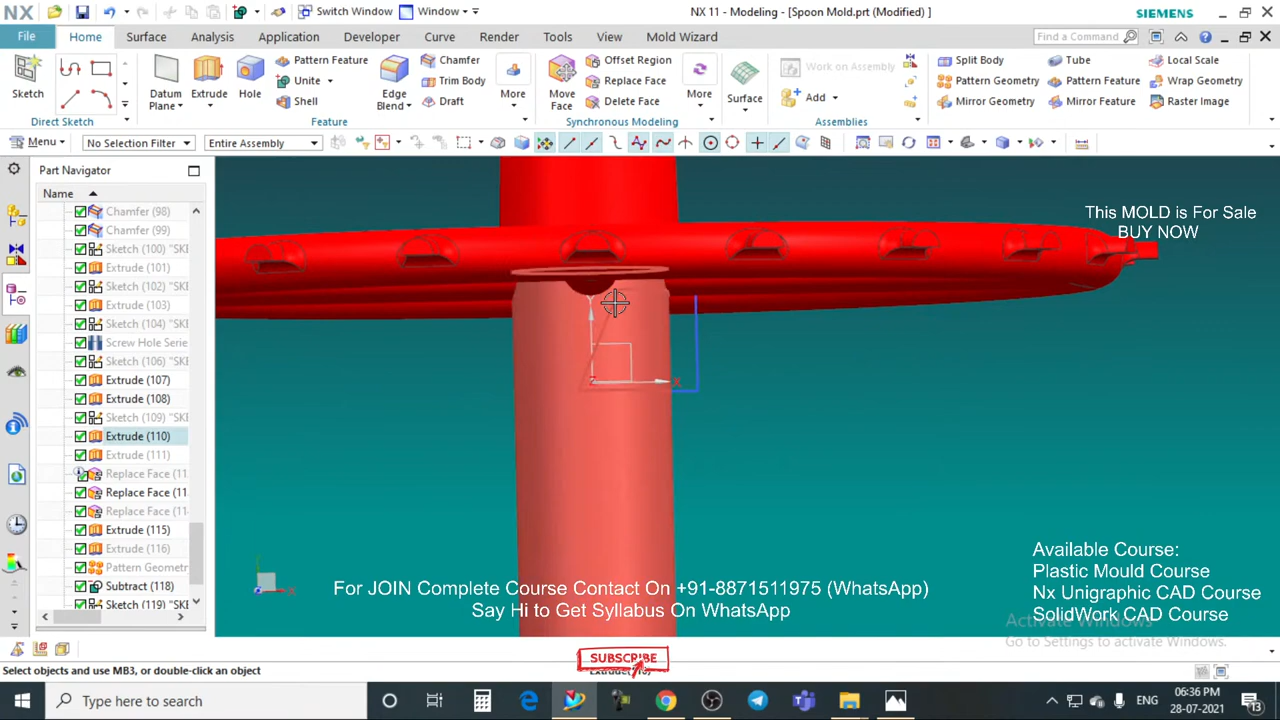 NX
Switch Window
Window
NX 11 - Modeling - [Spoon Mold.prt (Modified) ]
SIEMENS
File
Home
Surface
Analysis
Application
Developer
Curve
Render
Tools
View
Mold Wizard
Find a Command
Sketch
Direct Sketch
Datum
Plane
Extrude
Hole
Pattern Feature
Unite
Shell
Edge
Blend
Chamfer
Trim Body
Draft
More
Feature
Move
Face
Offset Region
Replace Face
Delete Face
More
Synchronous Modeling
Surface
Work on Assembly
Add
Assemblies
Split Body
Pattern Geometry
Mirror Geometry
Tube
Pattern Feature
Mirror Feature
Local Scale
Wrap Geometry
Raster Image
Menu
No Selection Filter
Entire Assembly
Part Navigator
Name
Chamfer (98)
Chamfer (99)
Sketch (100) "SKE
Extrude (101)
Sketch (102) "SKE
Extrude (103)
Sketch (104) "SKE
Screw Hole Serie
Sketch (106) "SKE
Extrude (107)
Extrude (108)
Sketch (109) "SKE
Extrude (110)
Extrude (111)
Replace Face (11
Replace Face (11
Replace Face (11
Extrude (115)
Extrude (116)
Pattern Geometr
Subtract (118)
Sketch (119) "SKE
This MOLD is For Sale
BUY NOW
Y
X
X
For JOIN Complete Course Contact On +91-8871511975 (WhatsApp)
Say Hi to Get Syllabus On WhatsApp
Available Course:
Plastic Mould Course
Nx Unigraphic CAD Course
SolidWork CAD Course
Activate Windows
Go to Settings to activate Windows.
SUBSCRIBE
Select objects and use MB3, or double-click an object
Type here to search
ENG
06:36 PM
28-07-2021
13